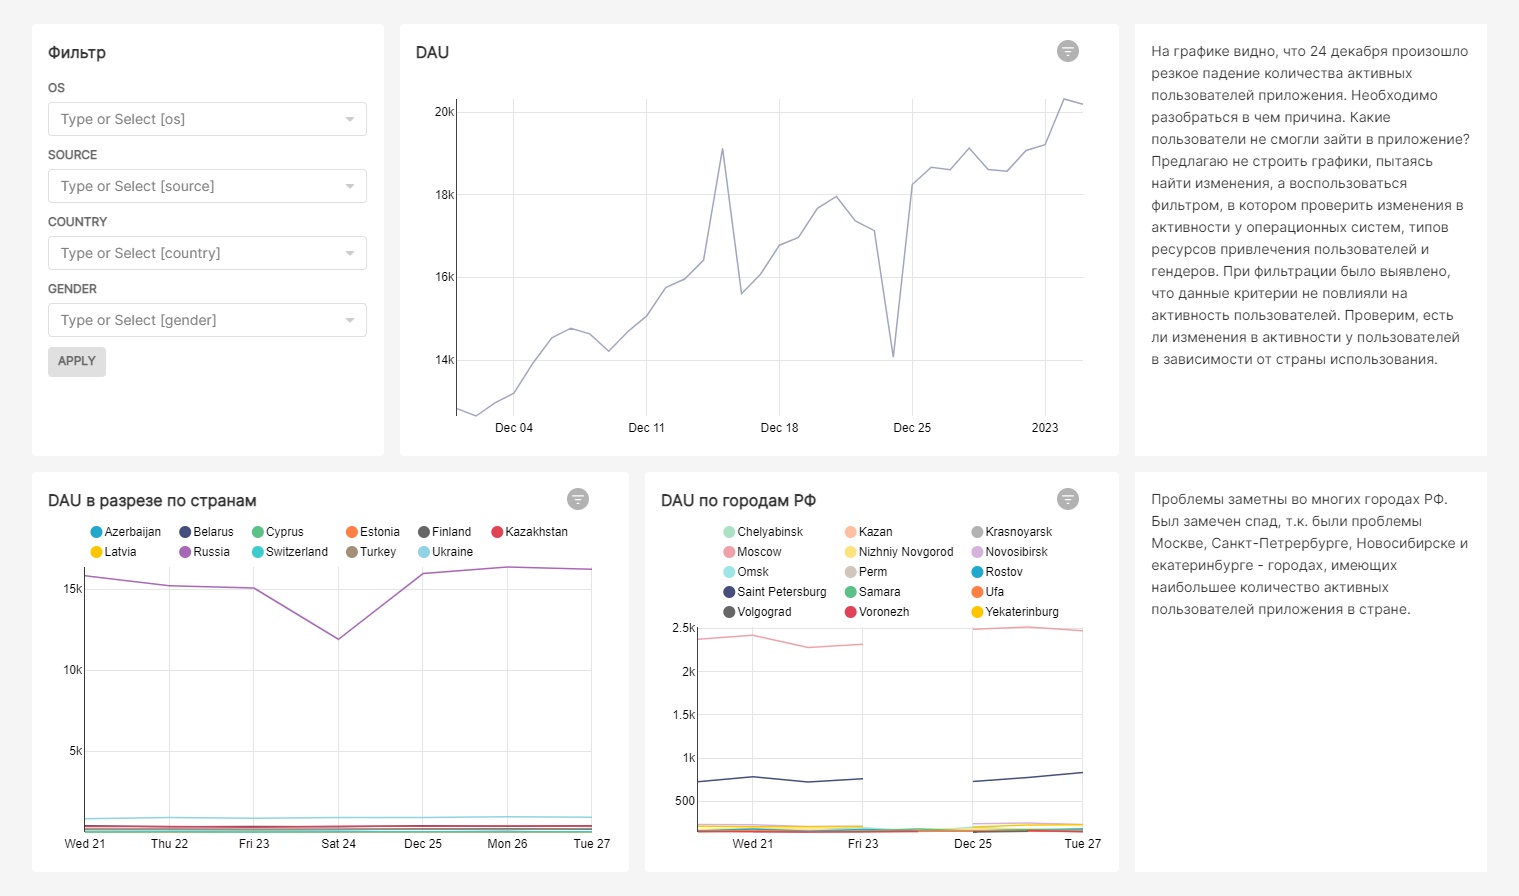 Фильтр
OS
Type or Select [os]
SOURCE
Type or Select [source]
COUNTRY
Type or Select [country]
GENDER
Type or Select [gender]
APPLY
DAU
20k
18k
16k
14k
Dec 04
Dec 11
Dec 18
Dec 25
2023
На графике видно, что 24 декабря произошло
резкое падение количества активных
пользователей приложения. Необходимо
разобраться в чем причина. Какие
пользователи не смогли зайти в приложение?
Предлагаю не строить графики, пытаясь
найти изменения, а воспользоваться
фильтром, в котором проверить изменения в
активности у операционных систем, типов
ресурсов привлечения пользователей и
гендеров. При фильтрации было выявлено,
что данные критерии не повлияли на
активность пользователей. Проверим, есть
ли изменения в активности у пользователей
в зависимости от страны использования.
DAU в разрезе по странам
Azerbaijan Belarus Cyprus Estonia Finland Kazakhstan
Latvia Russia Switzerland Turkey Ukraine
15k
10k
5k
Wed 21 Thu 22 Fri 23 Sat 24 Dec 25 Mon 26 Tue 27
DAU по городам РФ
Chelyabinsk Kazan Krasnoyarsk
Moscow Nizhniy Novgorod Novosibirsk
Omsk Perm Rostov
Saint Petersburg Samara Ufa
Volgograd Voronezh Yekaterinburg
2.5k
2k
1.5k
1k
500
Wed 21 Fri 23 Dec 25 Tue 27
Проблемы заметны во многих городах РФ.
Был замечен спад, т.к. были проблемы
Москве, Санкт-Петрербурге, Новосибирске и
екатеринбурге - городах, имеющих
наибольшее количество активных
пользователей приложения в стране.